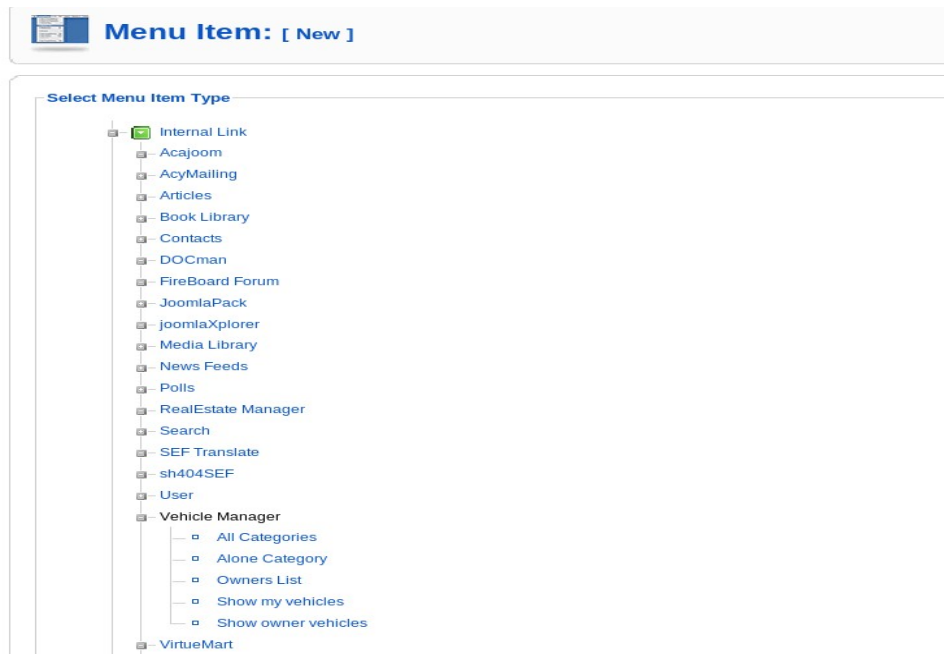 Menu Item: [ New ]
Select Menu Item Type
Internal Link
Acajoom
AcyMailing
Articles
Book Library
Contacts
DOCman
FireBoard Forum
JoomlaPack
joomlaXplorer
Media Library
News Feeds
Polls
RealEstate Manager
Search
SEF Translate
sh404SEF
User
Vehicle Manager
All Categories
Alone Category
Owners List
Show my vehicles
Show owner vehicles
VirtueMart